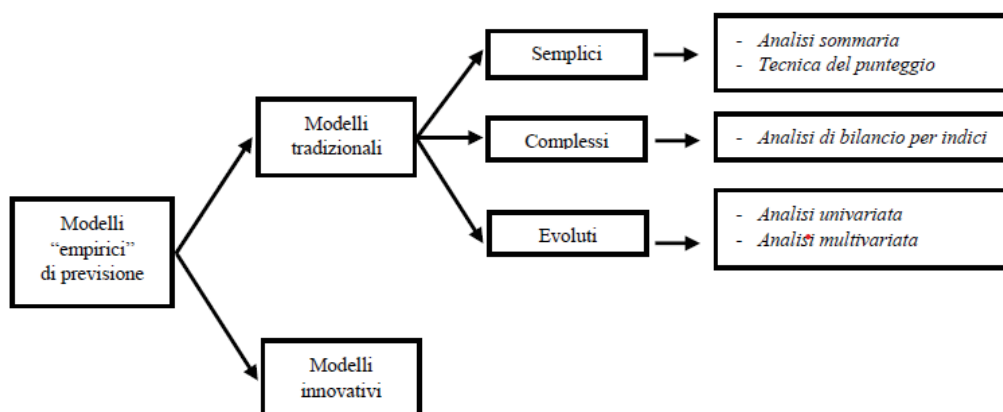 Modelli
“empirici”
di previsione
Modelli
tradizionali
Semplici
- Analisi sommaria
- Tecnica del punteggio
Complessi
- Analisi di bilancio per indici
Evoluti
- Analisi univariata
- Analisi multivariata
Modelli
innovativi